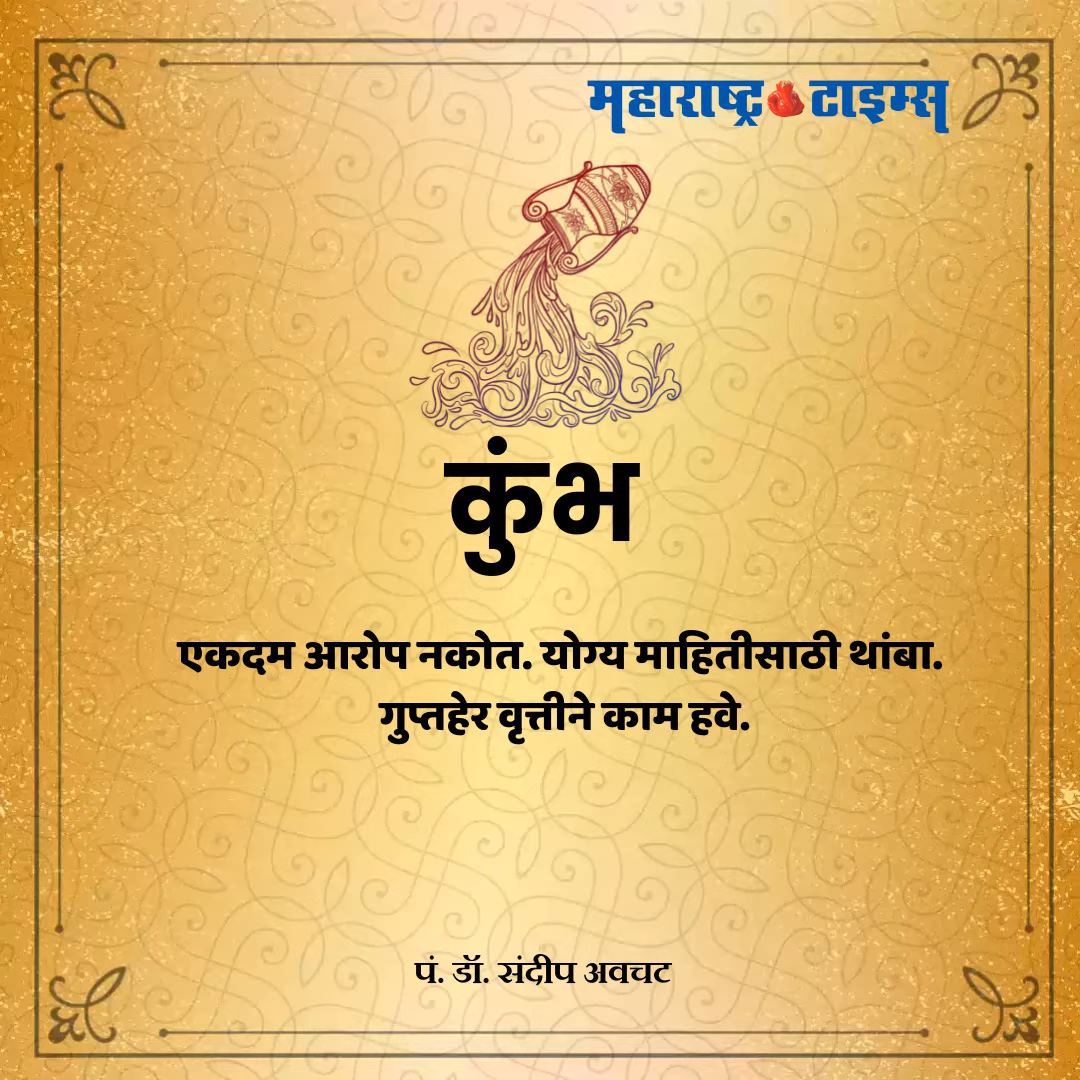 महाराष्ट्र टाइम्स
कुंभ
एकदम आरोप नकोत. योग्य माहितीसाठी थांबा.
गुप्तहेर वृत्तीने काम हवे.
पं. डॉ. संदीप अवचट